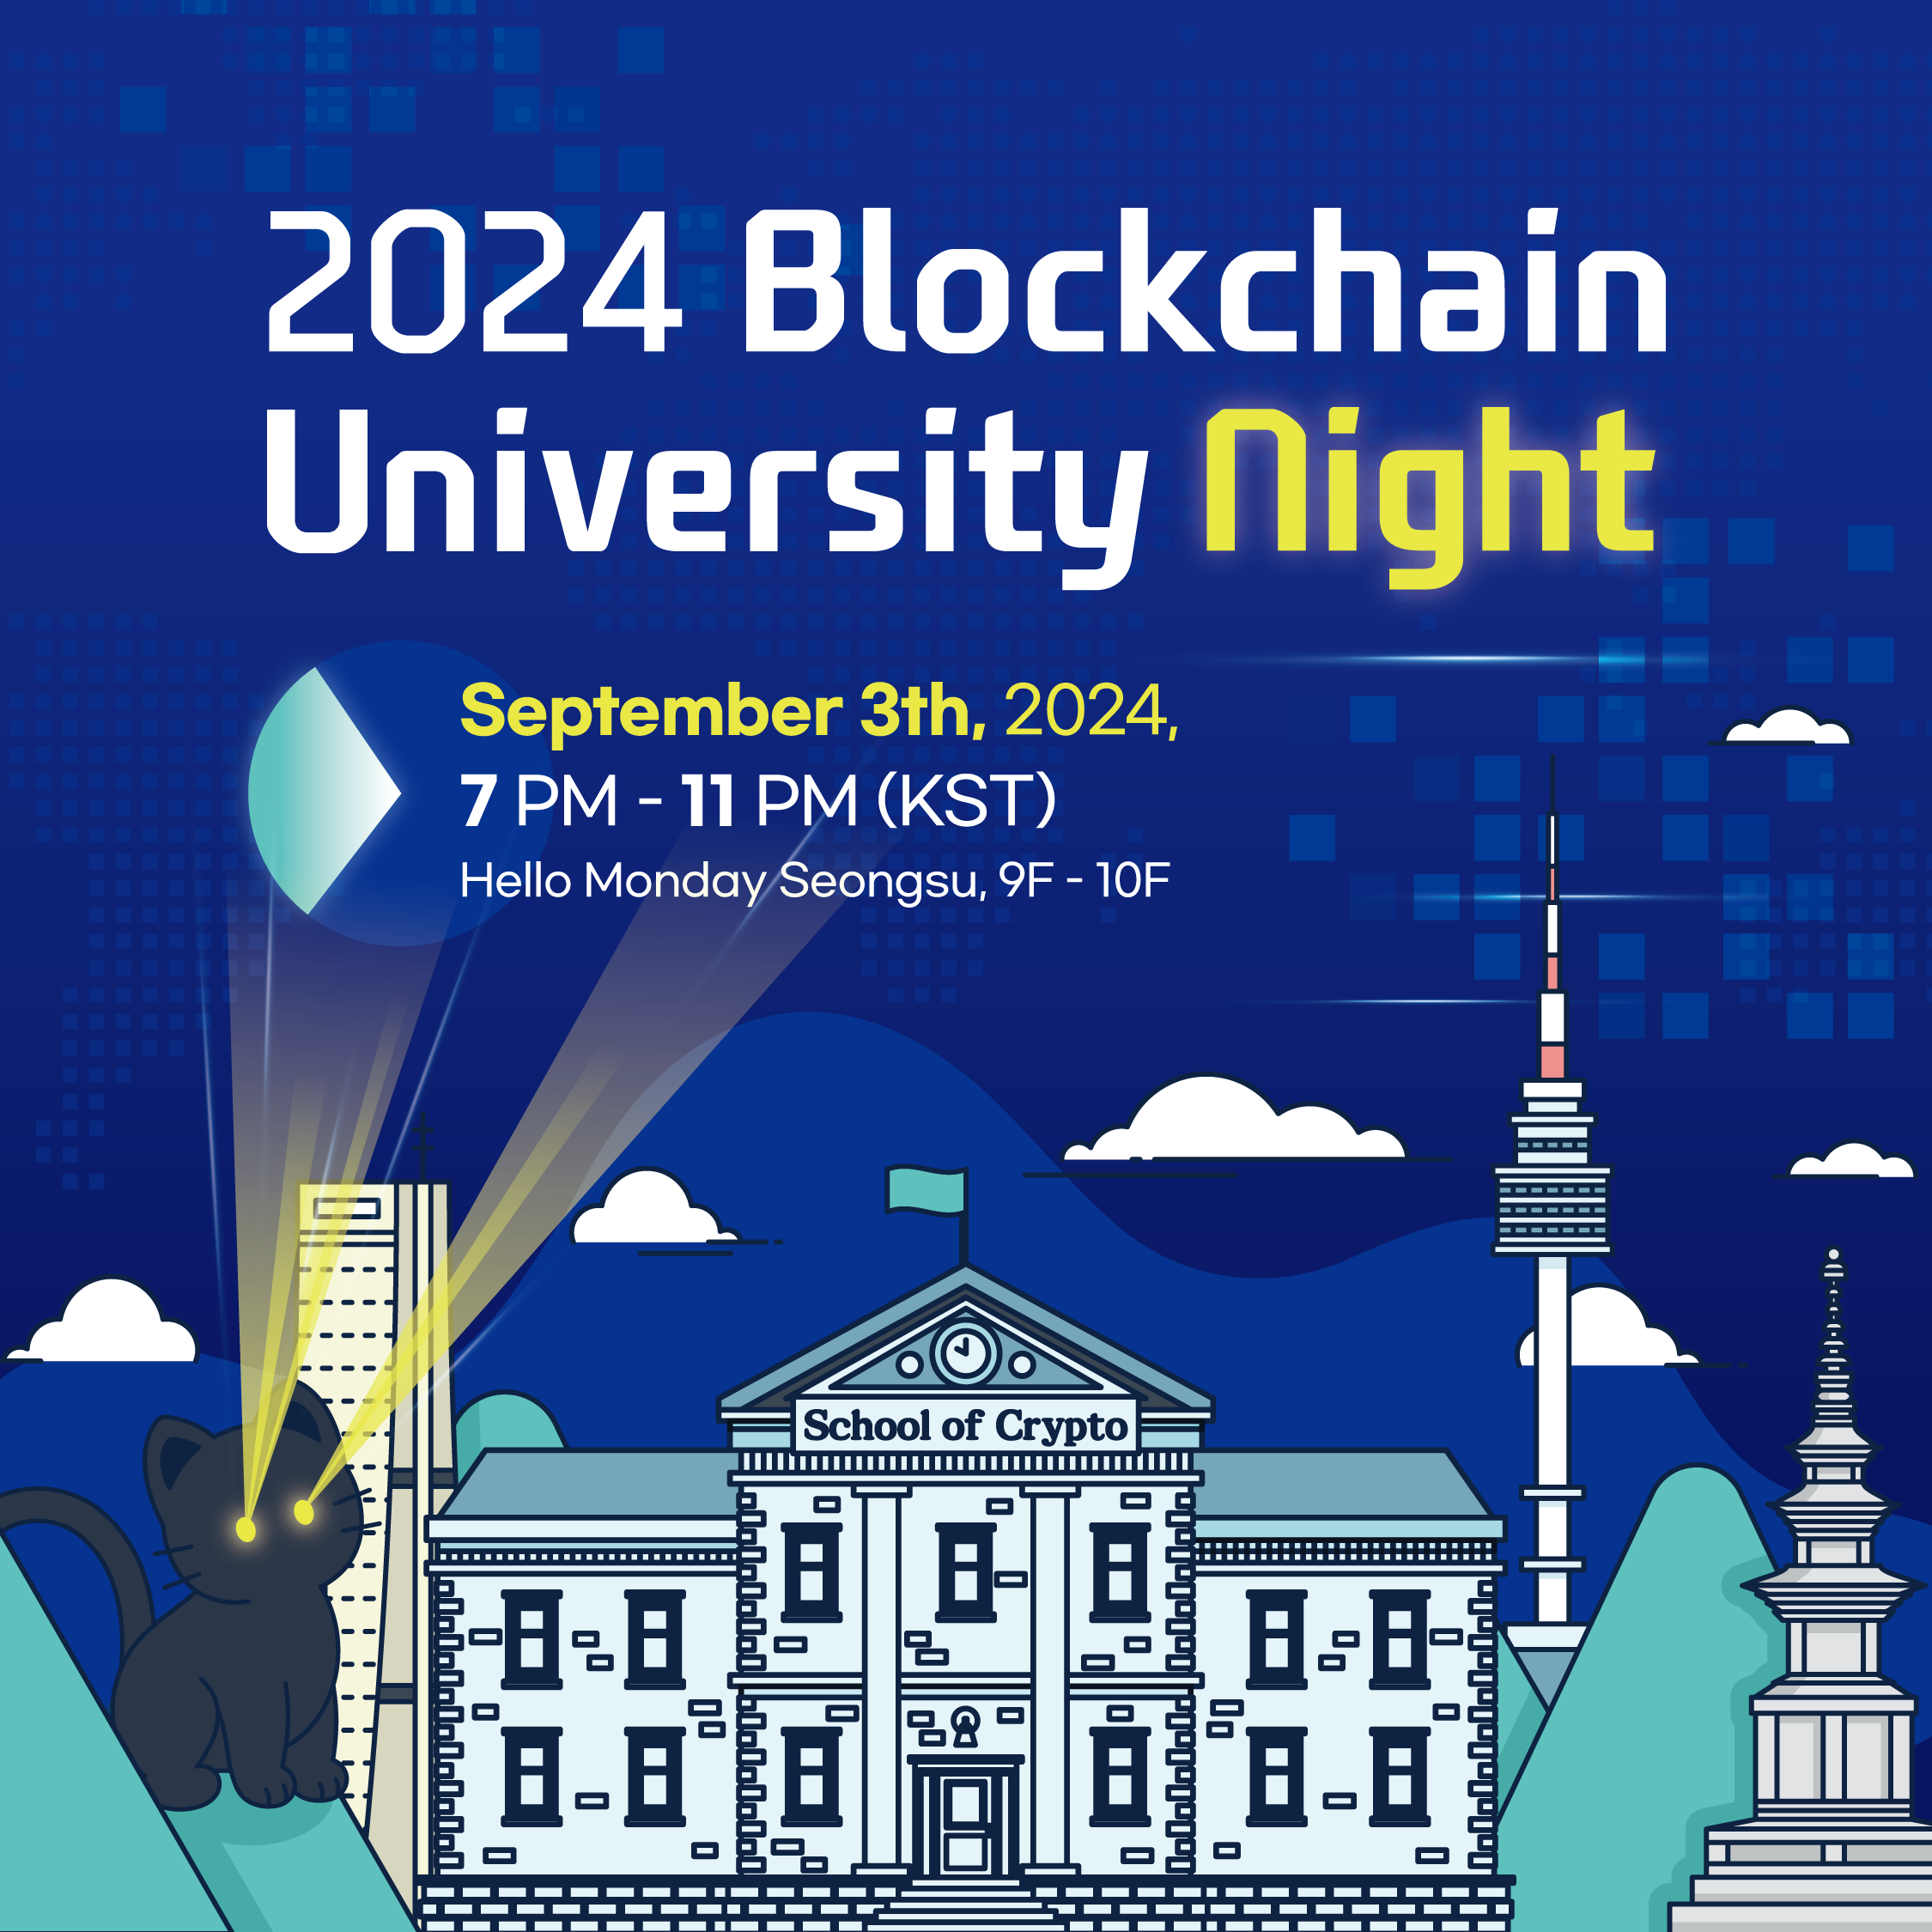 2024 Blockchain
University Night
September 3th, 2024,
7 PM - 11 PM (KST)
Hello Monday Seongsu, 9F - 10F
School of Crypto